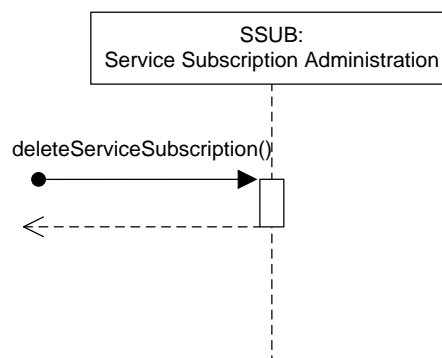 SSUB:
Service Subscription Administration
deleteServiceSubscription()